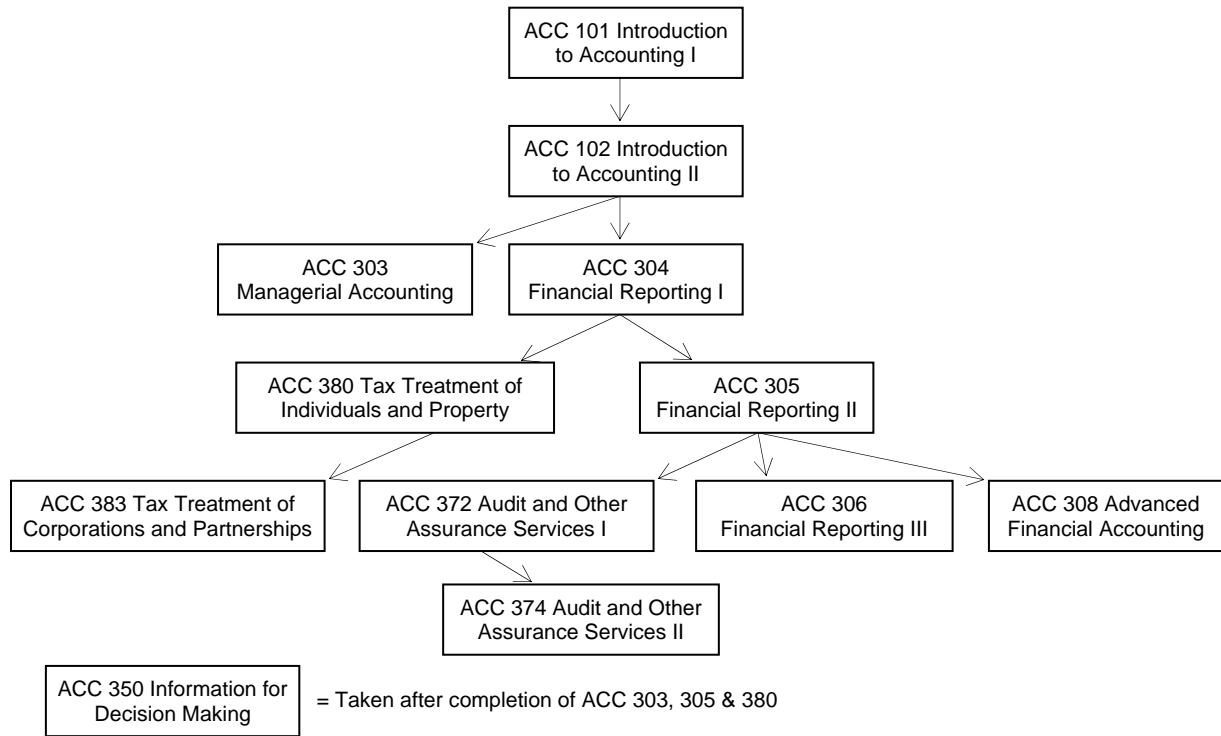 ACC 101 Introduction
to Accounting I
ACC 102 Introduction
to Accounting II
ACC 303
Managerial Accounting
ACC 304
Financial Reporting I
ACC 380 Tax Treatment of
Individuals and Property
ACC 305
Financial Reporting II
ACC 383 Tax Treatment of
Corporations and Partnerships
ACC 372 Audit and Other
Assurance Services I
ACC 306
Financial Reporting III
ACC 308 Advanced
Financial Accounting
ACC 374 Audit and Other
Assurance Services II
ACC 350 Information for
Decision Making
= Taken after completion of ACC 303, 305 & 380